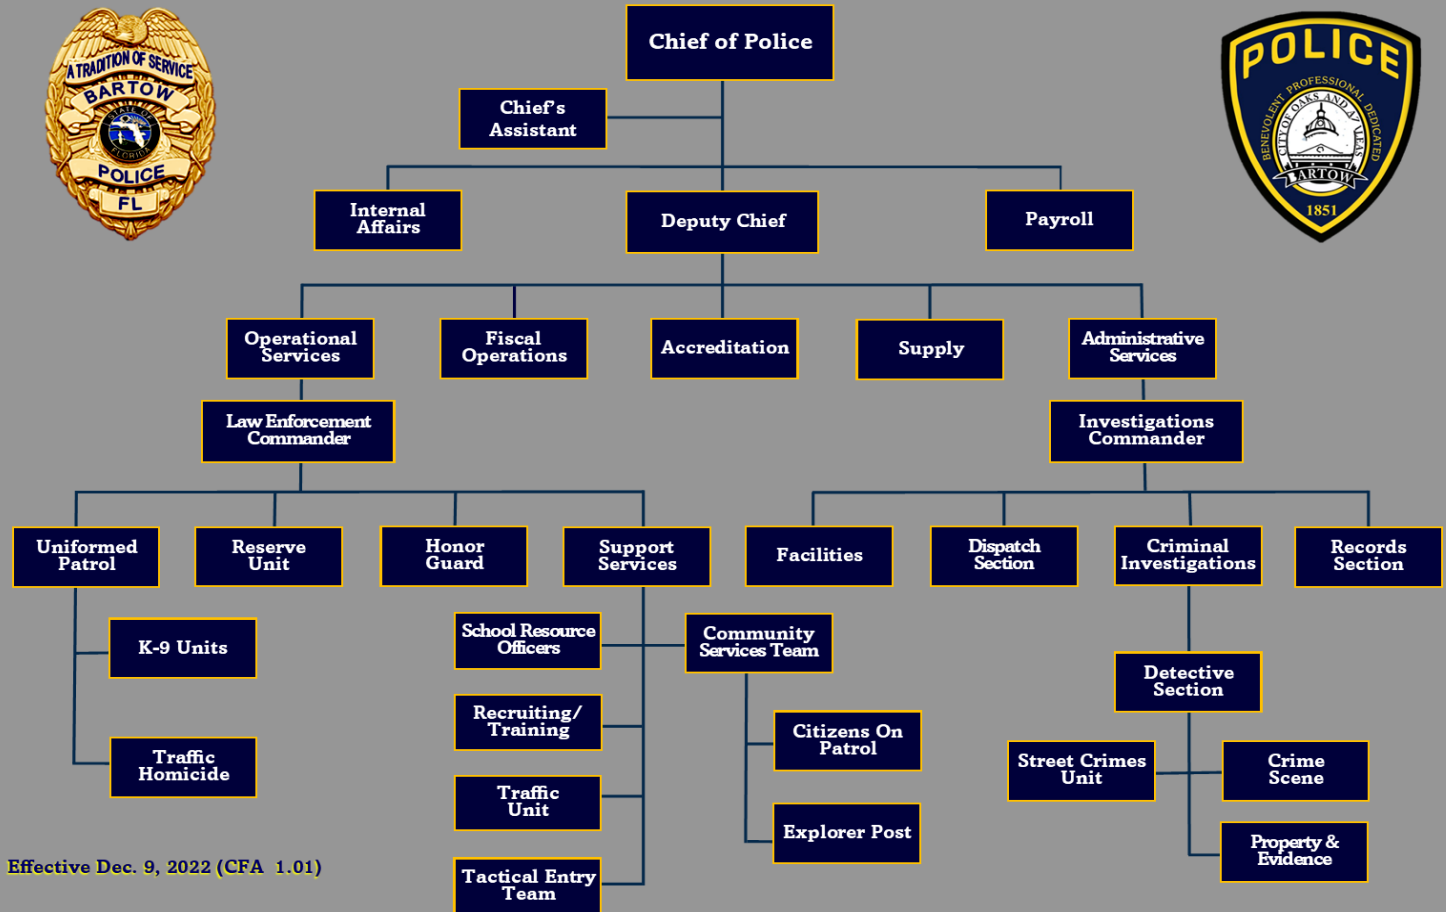 Chief of Police
A TRADITION OF SERVICE
BARTOW
STATE OF
FLORIDA
POLICE
FL
POLICE
BENEVOLENT PROFESSIONAL DEDICATED
CITY OF OAKS AND AZALEAS
BARTOW
1851
Chief's
Assistant
Internal
Affairs
Deputy Chief
Payroll
Operational
Services
Fiscal
Operations
Accreditation
Supply
Administrative
Services
Law Enforcement
Commander
Investigations
Commander
Uniformed
Patrol
Reserve
Unit
Honor
Guard
Support
Services
Facilities
Dispatch
Section
Criminal
Investigations
Records
Section
K-9 Units
Traffic
Homicide
School Resource
Officers
Community
Services Team
Recruiting/
Training
Citizens On
Patrol
Traffic
Unit
Explorer Post
Tactical Entry
Team
Detective
Section
Street Crimes
Unit
Crime
Scene
Property &
Evidence
Effective Dec. 9, 2022 (CFA 1.01)